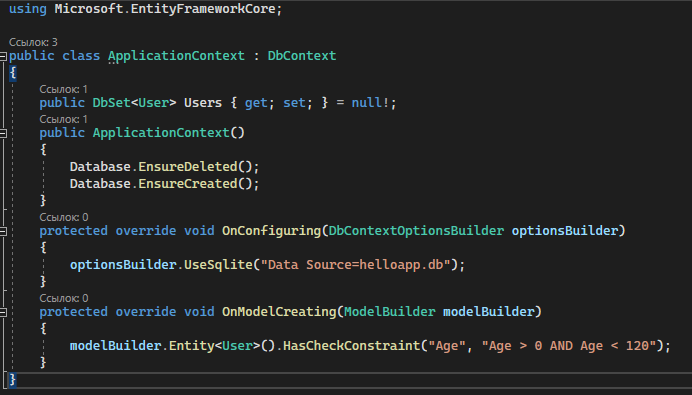 using Microsoft.EntityFrameworkCore;
Ссылок: 3
public class ApplicationContext : DbContext
{
Ссылок: 1
public DbSet<User> Users { get; set; } = null!;
Ссылок: 1
public ApplicationContext()
{
Database.EnsureDeleted();
Database.EnsureCreated();
}
Ссылок: 0
protected override void OnConfiguring(DbContextOptionsBuilder optionsBuilder)
{
optionsBuilder.UseSqlite("Data Source=helloapp.db");
}
Ссылок: 0
protected override void OnModelCreating(ModelBuilder modelBuilder)
{
modelBuilder.Entity<User>().HasCheckConstraint("Age", "Age > 0 AND Age < 120");
}
}